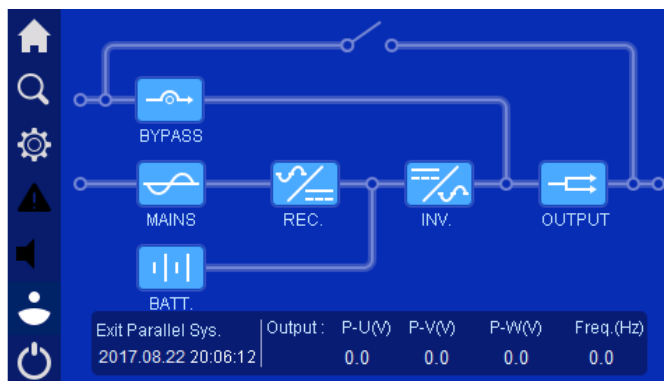 BYPASS
MAINS
REC.
INV.
OUTPUT
BATT.
Exit Parallel Sys.
2017.08.22 20:06:12
Output : P-U(V) P-V(V) P-W(V) Freq.(Hz)
0.0 0.0 0.0 0.0